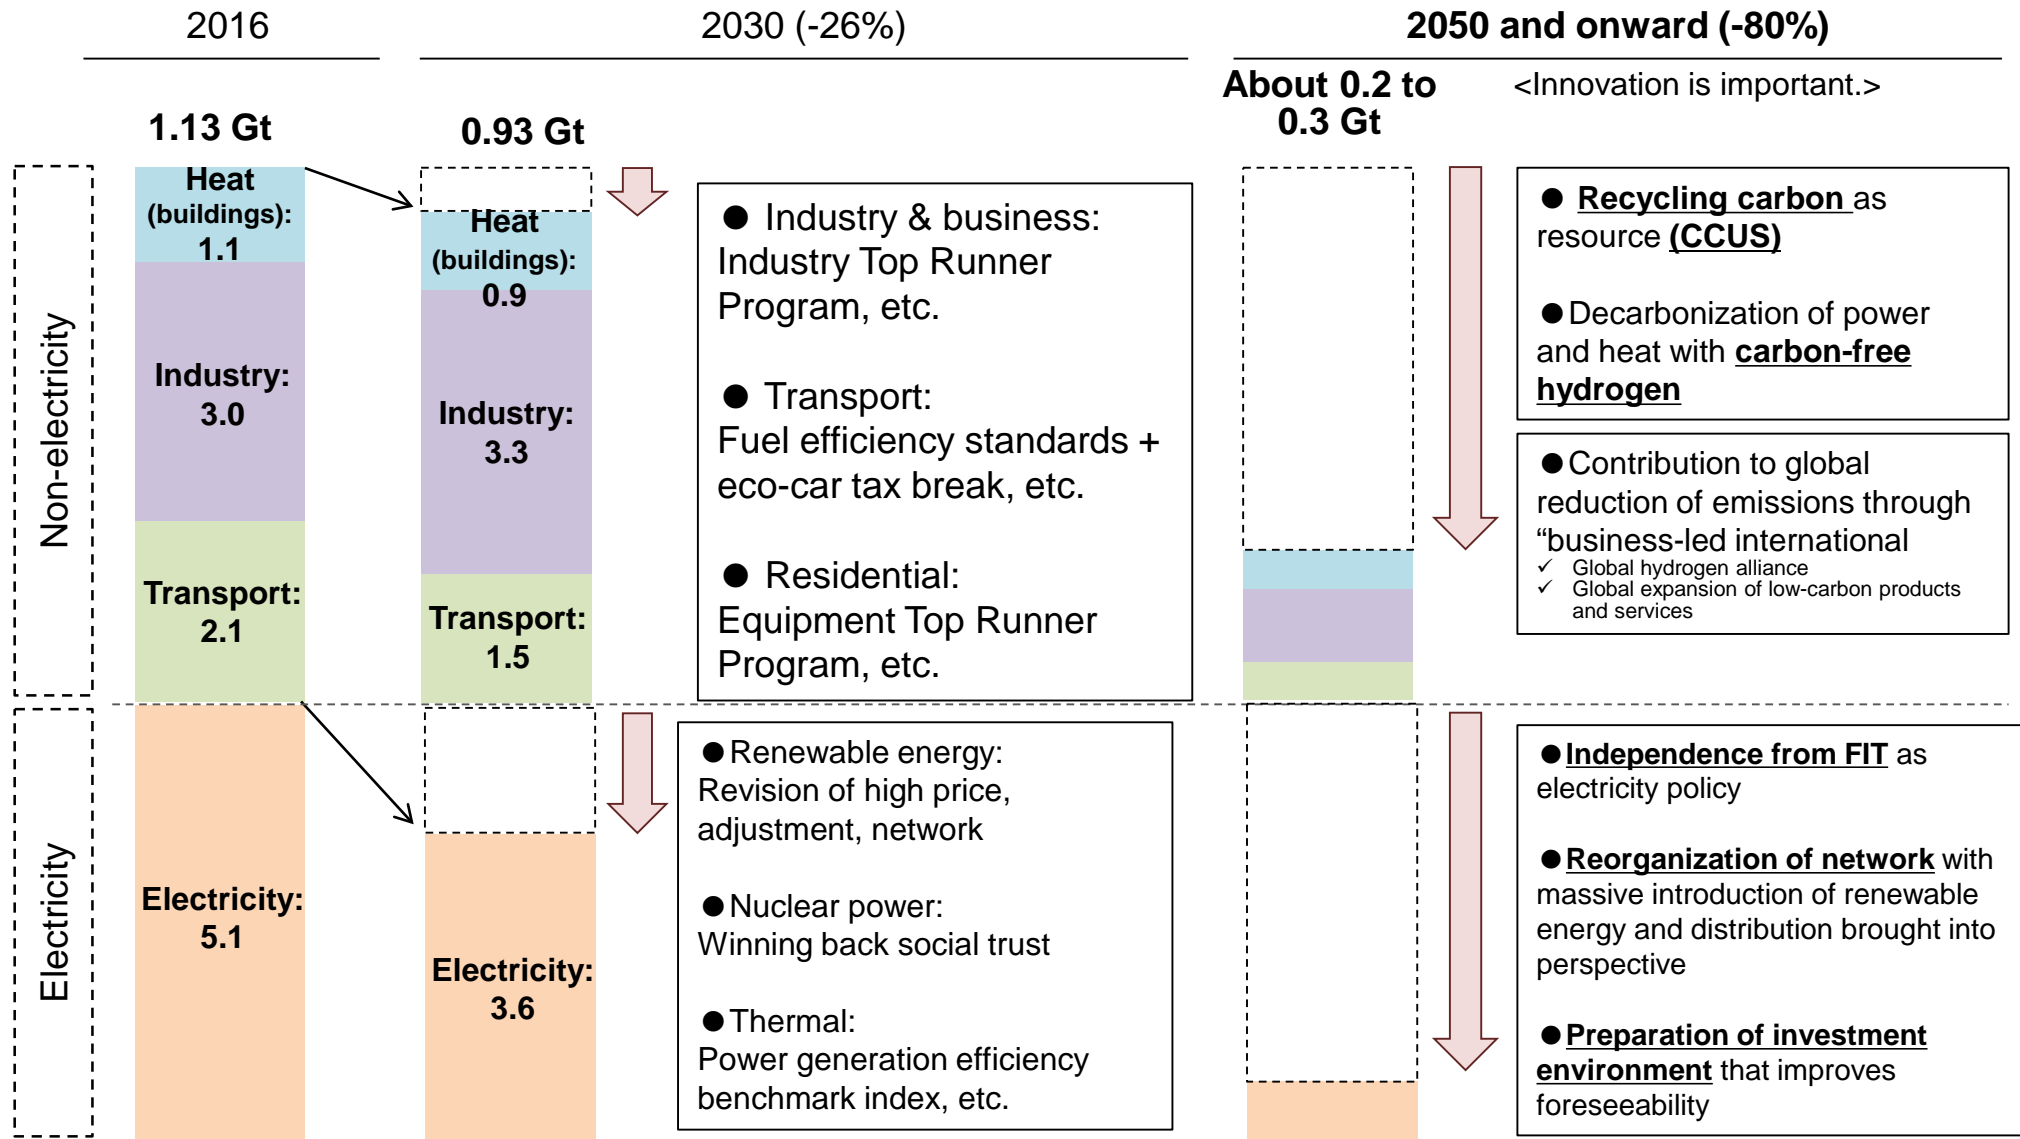 2016
2030 (-26%)
2050 and onward (-80%)
1.13 Gt
0.93 Gt
About 0.2 to
0.3 Gt
<Innovation is important.>
Non-electricity
Heat
(buildings):
1.1
Industry:
3.0
Transport:
2.1
Heat
(buildings):
0.9
Industry:
3.3
Transport:
1.5
● Industry & business:
Industry Top Runner
Program, etc.
● Transport:
Fuel efficiency standards +
eco-car tax break, etc.
● Residential:
Equipment Top Runner
Program, etc.
● Recycling carbon as
resource (CCUS)
●Decarbonization of power
and heat with carbon-free
hydrogen
●Contribution to global
reduction of emissions through
“business-led international
✓ Global hydrogen alliance
✓ Global expansion of low-carbon products
and services
Electricity
Electricity:
5.1
Electricity:
3.6
●Renewable energy:
Revision of high price,
adjustment, network
●Nuclear power:
Winning back social trust
●Thermal:
Power generation efficiency
benchmark index, etc.
●Independence from FIT as
electricity policy
●Reorganization of network with
massive introduction of renewable
energy and distribution brought into
perspective
●Preparation of investment
environment that improves
foreseeability